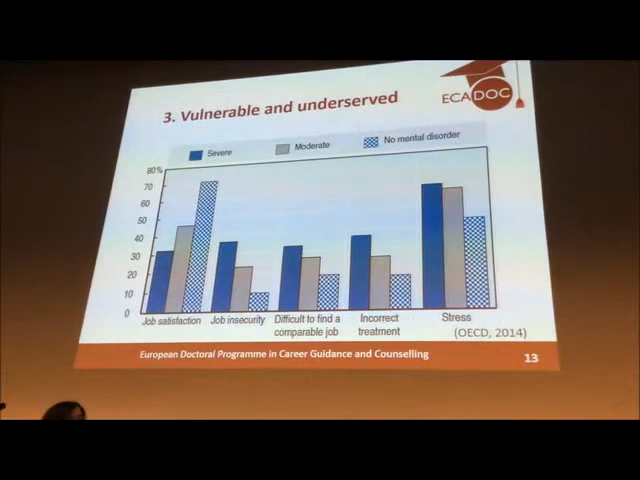 3. Vulnerable and underserved
ECADOC
Severe
Moderate
No mental disorder
80%
70
60
50
40
30
20
10
0
Job satisfaction
Job insecurity
Difficult to find a
comparable job
Incorrect
treatment
Stress
(OECD, 2014)
European Doctoral Programme in Career Guidance and Counselling
13